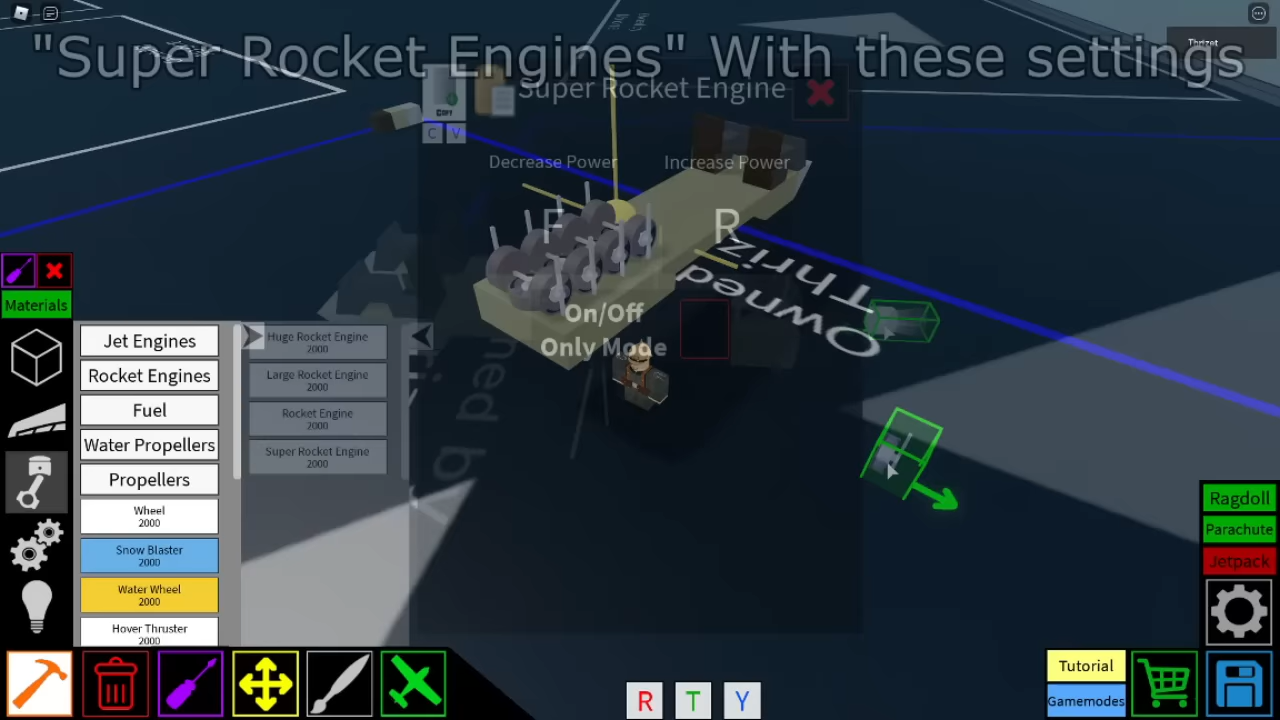 "Super Rocket Engines" With these settings
Thrizet
Super Rocket Engine
COPY
C V
Decrease Power
Increase Power
F
R
On/Off
Only Mode
Owned
Thriz
Materials
Jet Engines
Rocket Engines
Fuel
Water Propellers
Propellers
Wheel
2000
Snow Blaster
2000
Water Wheel
2000
Hover Thruster
2000
Huge Rocket Engine
2000
Large Rocket Engine
2000
Rocket Engine
2000
Super Rocket Engine
2000
Ragdoll
Parachute
Jetpack
Tutorial
Gamemodes
R T Y